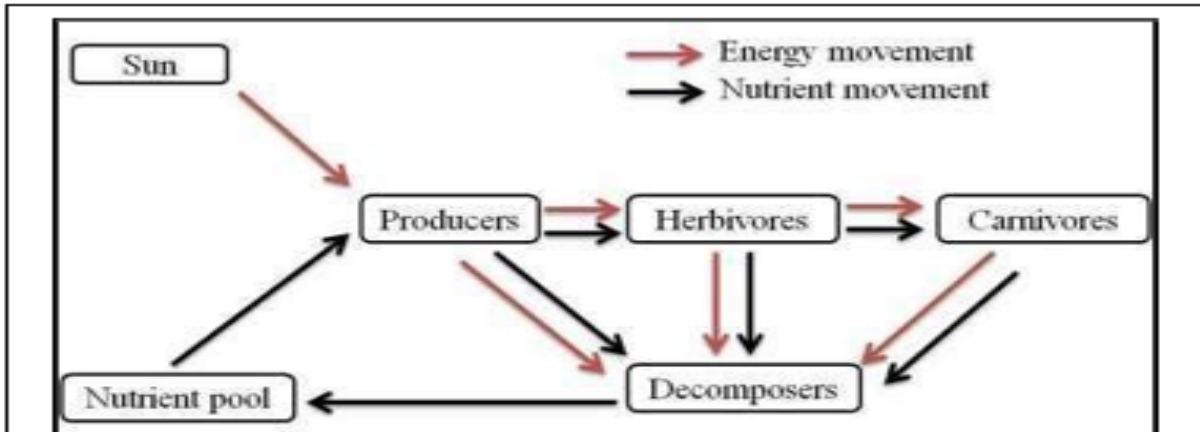 Sun
Energy movement
Nutrient movement
Producers
Herbivores
Carnivores
Nutrient pool
Decomposers